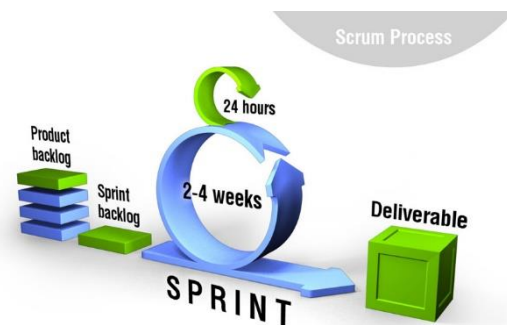 Scrum Process
24 hours
Product
backlog
Sprint
backlog
2-4 weeks
Deliverable
SPRINT